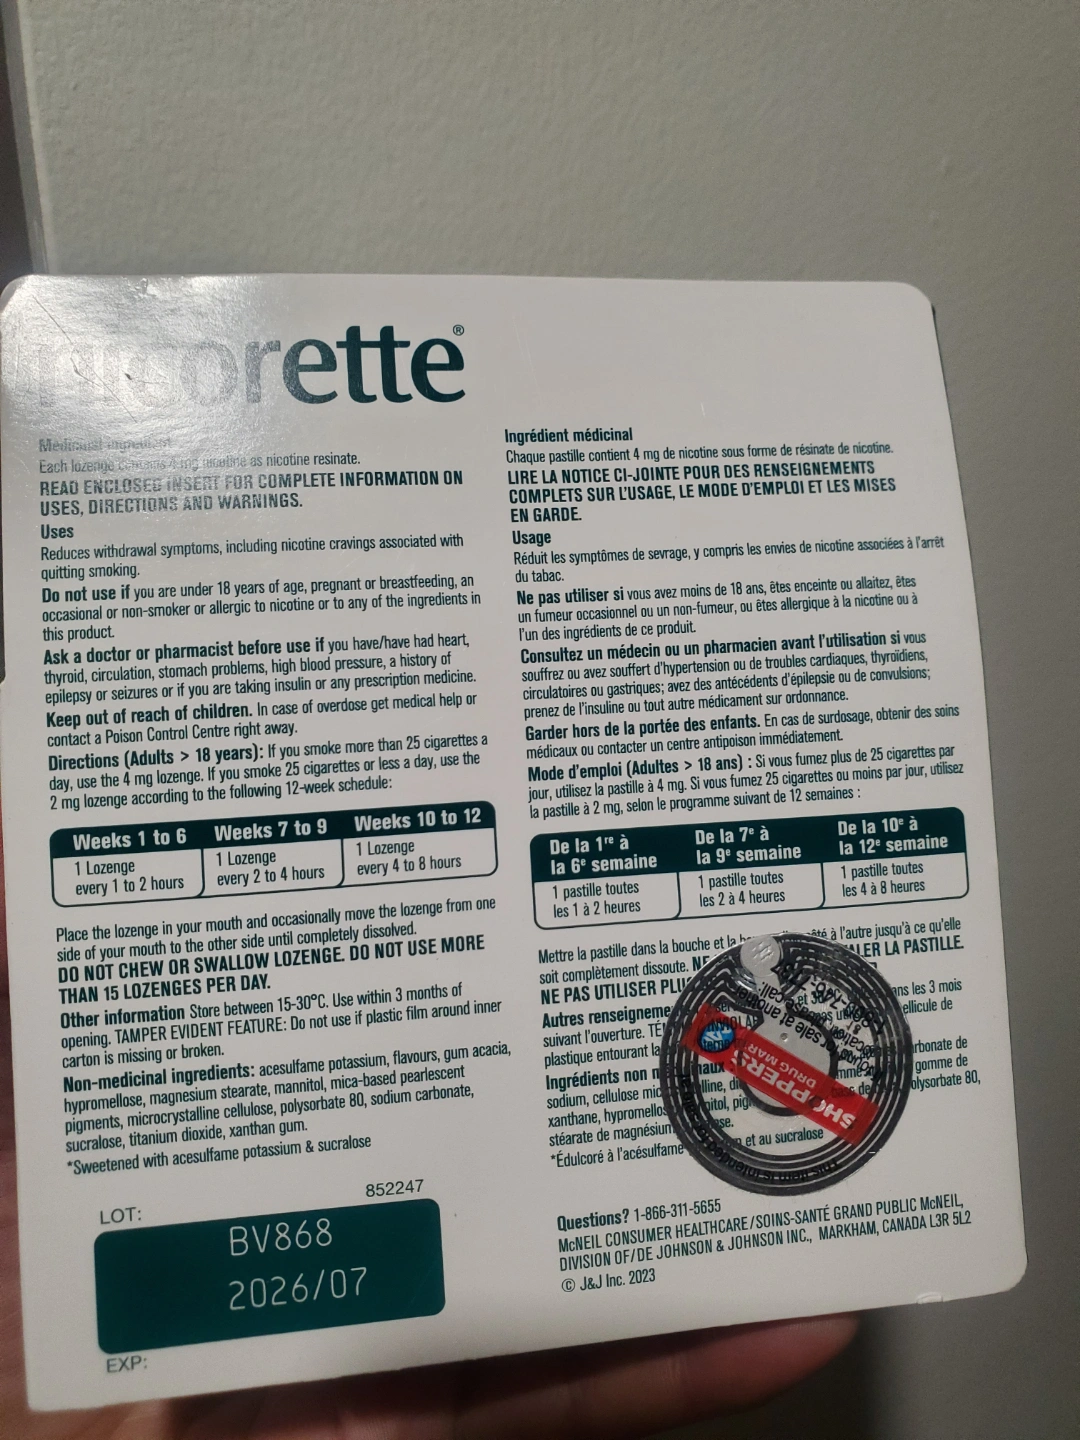 nicorette®
Medicinal ingredient
Each lozenge contains 4 mg nicotine as nicotine resinate.
READ ENCLOSED INSERT FOR COMPLETE INFORMATION ON
USES, DIRECTIONS AND WARNINGS.
Uses
Reduces withdrawal symptoms, including nicotine cravings associated with
quitting smoking.
Do not use if you are under 18 years of age, pregnant or breastfeeding, an
occasional or non-smoker or allergic to nicotine or to any of the ingredients in
this product.
Ask a doctor or pharmacist before use if you have/have had heart,
thyroid, circulation, stomach problems, high blood pressure, a history of
epilepsy or seizures or if you are taking insulin or any prescription medicine.
Keep out of reach of children. In case of overdose get medical help or
contact a Poison Control Centre right away.
Directions (Adults > 18 years): If you smoke more than 25 cigarettes a
day, use the 4 mg lozenge. If you smoke 25 cigarettes or less a day, use the
2 mg lozenge according to the following 12-week schedule:
Weeks 1 to 6 Weeks 7 to 9 Weeks 10 to 12
1 Lozenge 1 Lozenge 1 Lozenge
every 1 to 2 hours every 2 to 4 hours every 4 to 8 hours
Place the lozenge in your mouth and occasionally move the lozenge from one
side of your mouth to the other side until completely dissolved.
DO NOT CHEW OR SWALLOW LOZENGE. DO NOT USE MORE
THAN 15 LOZENGES PER DAY.
Other information Store between 15-30°C. Use within 3 months of
opening. TAMPER EVIDENT FEATURE: Do not use if plastic film around inner
carton is missing or broken.
Non-medicinal ingredients: acesulfame potassium, flavours, gum acacia,
hypromellose, magnesium stearate, mannitol, mica-based pearlescent
pigments, microcrystalline cellulose, polysorbate 80, sodium carbonate,
sucralose, titanium dioxide, xanthan gum.
*Sweetened with acesulfame potassium & sucralose
852247
LOT:
BV868
2026/07
EXP:
Ingrédient médicinal
Chaque pastille contient 4 mg de nicotine sous forme de résinate de nicotine.
LIRE LA NOTICE CI-JOINTE POUR DES RENSEIGNEMENTS
COMPLETS SUR L'USAGE, LE MODE D'EMPLOI ET LES MISES
EN GARDE.
Usage
Réduit les symptômes de sevrage, y compris les envies de nicotine associées à l'arrêt
du tabac.
Ne pas utiliser si vous avez moins de 18 ans, êtes enceinte ou allaitez, êtes
un fumeur occasionnel ou un non-fumeur, ou êtes allergique à la nicotine ou à
l'un des ingrédients de ce produit.
Consultez un médecin ou un pharmacien avant l'utilisation si vous
souffrez ou avez souffert d'hypertension ou de troubles cardiaques, thyroïdiens,
circulatoires ou gastriques; avez des antécédents d'épilepsie ou de convulsions;
prenez de l'insuline ou tout autre médicament sur ordonnance.
Garder hors de la portée des enfants. En cas de surdosage, obtenir des soins
médicaux ou contacter un centre antipoison immédiatement.
Mode d'emploi (Adultes > 18 ans) : Si vous fumez plus de 25 cigarettes par
jour, utilisez la pastille à 4 mg. Si vous fumez 25 cigarettes ou moins par jour, utilisez
la pastille à 2 mg, selon le programme suivant de 12 semaines :
De la 1re à De la 7e à De la 10e à
la 6e semaine la 9e semaine la 12e semaine
1 pastille toutes 1 pastille toutes 1 pastille toutes
les 1 à 2 heures les 2 à 4 heures les 4 à 8 heures
Mettre la pastille dans la bouche et la à l'autre jusqu'à ce qu'elle
soit complètement dissoute. LA PASTILLE.
NE PAS UTILISER
Autres ans les 3 mois
suivant l'ouverture.
plastique entourant
Ingrédients non
sodium, cellulose gomme de
xanthane, 80,
stéarate de
*Édulcoré à l'acésulfame et au sucralose
SHOPPERS
DRUG MART
Questions? 1-866-311-5655
McNEIL CONSUMER HEALTHCARE/SOINS-SANTÉ GRAND PUBLIC McNEIL,
DIVISION OF/DE JOHNSON & JOHNSON INC., MARKHAM, CANADA L3R 5L2
© J&J Inc. 2023